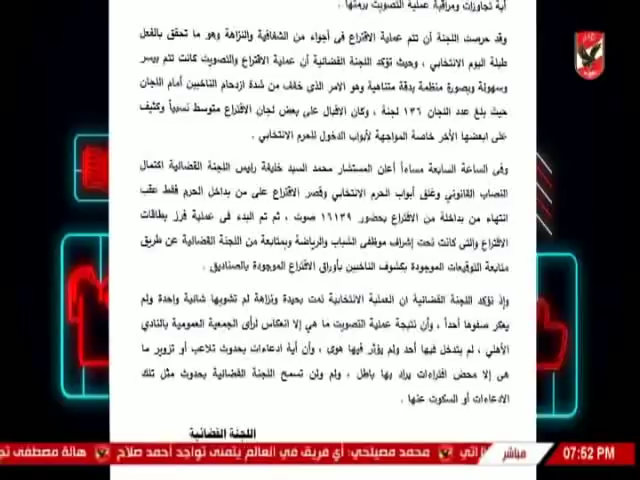 أية تجاوزات ومراقبة عملية التصويت برمتها .
وقد حرصت اللجنة أن تتم عملية الاقتراع فى أجواء من الشفافية والنزاهة وهو ما تحقق بالفعل
طيلة اليوم الانتخابي ، وحيث تؤكد اللجنة القضائية أن عملية الاقتراع والتصويت كانت تتم بيسر
وسهولة وبصورة منظمة بدقة متناهية وهو الامر الذي خفف من شدة ازدحام الناخبين أمام اللجان
حيث بلغ عدد اللجان ١٣٦ لجنة ، وكان الاقبال على بعض لجان الاقتراع متوسط نسبياً وكثيف
على ابعضها الأخر خاصة المواجهة لأبواب الدخول للحرم الانتخابي .
وفى الساعة السابعة مساءاً أعلن المستشار محمد السيد خليفة رئيس اللجنة القضائية اكتمال
النصاب القانوني وغلق أبواب الحرم الانتخابي وقصر الاقتراع على من بداخل الحرم فقط عقب
انتهاء من بداخلة من الاقتراع بحضور ١٦١٣٩ صوت ، ثم تم البدء فى عملية فرز بطاقات
الاقتراع والتى كانت تحت إشراف موظفى الشباب والرياضة وبمتابعة من اللجنة القضائية عن طريق
متابعة التوقيعات الموجودة بكشوف الناخبين بأوراق الاقتراع الموجودة بالصناديق .
وإذ تؤكد اللجنة القضائية ان العملية الانتخابية تمت بحيدة ونزاهة لم تشوبها شائبة واحدة ولم
يعكر صفوها أحداً ، وأن نتيجة عملية التصويت ما هي إلا انعكاس لرأى الجمعية العمومية بالنادي
الأهلي ، لم يتدخل فيها أحد ولم يؤثر فيها هوى ، وأن أية ادعاءات بحدوث تلاعب أو تزوير ما
هى إلا محض افتراءات يراد بها باطل ، ولم ولن تسمح اللجنة القضائية بحدوث مثل تلك
الادعاءات أو السكوت عنها .
اللجنة القضائية
مباشر
07:52 PM
محمد مصيلحي: أي فريق في العالم يتمنى تواجد أحمد صلاح
هالة مصطفى تج